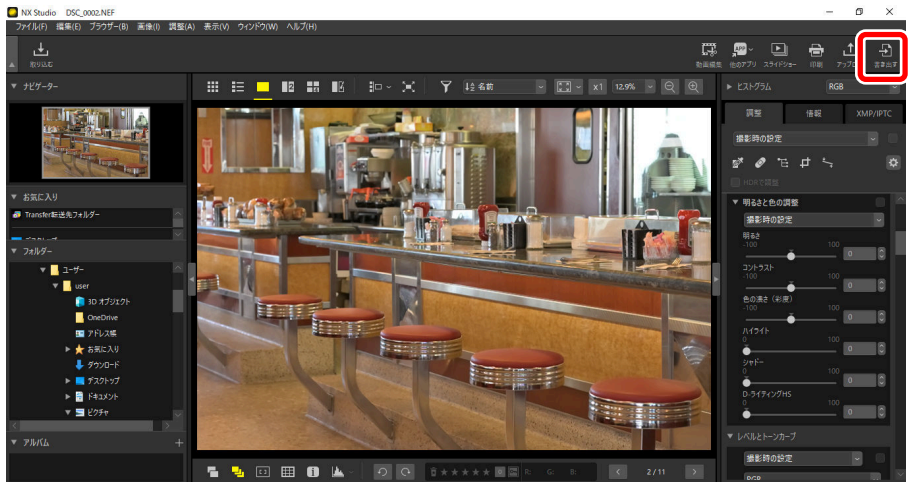 NX Studio DSC_0002.NEF
ファイル(F) 編集(E) ブラウザー(B) 画像(I) 調整(A) 表示(V) ウィンドウ(W) ヘルプ(H)
取り込む 動画編集 他のアプリ スライドショー 印刷 書き出す
ナビゲーター
名前 x1 12.9%
ヒストグラム RGB
調整 情報 XMP/IPTC
撮影時の設定
HDRで調整
お気に入り
Transfer転送先フォルダー
デスクトップ
フォルダー
ユーザー
user
3D オブジェクト
OneDrive
アドレス帳
お気に入り
ダウンロード
デスクトップ
ドキュメント
ピクチャ
アルバム
明るさと色の調整
撮影時の設定
明るさ
-100 100
0
コントラスト
-100 100
0
色の濃さ（彩度）
-100 100
0
ハイライト
0 100
0
シャドー
0 100
0
D-ライティングHS
0 100
0
レベルとトーンカーブ
撮影時の設定
RGB
R: G: B:
2/11